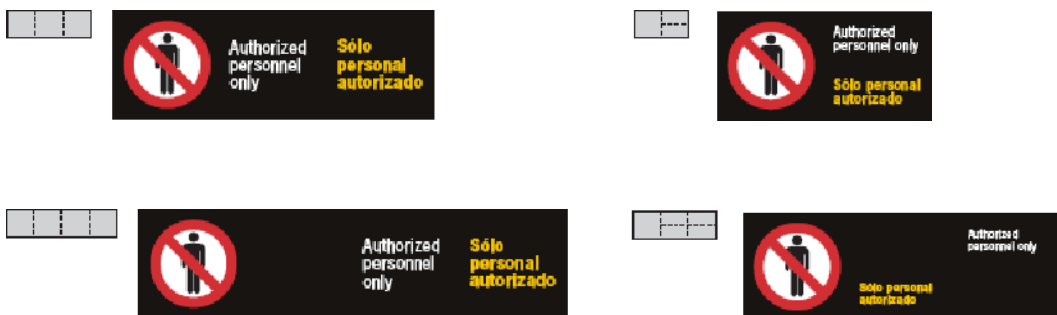 Authorized
personnel
only
Sólo
personal
autorizado
Authorized
personnel only
Sólo personal
autorizado
Authorized
personnel
only
Sólo
personal
autorizado
Authorized
personnel only
Sólo personal
autorizado